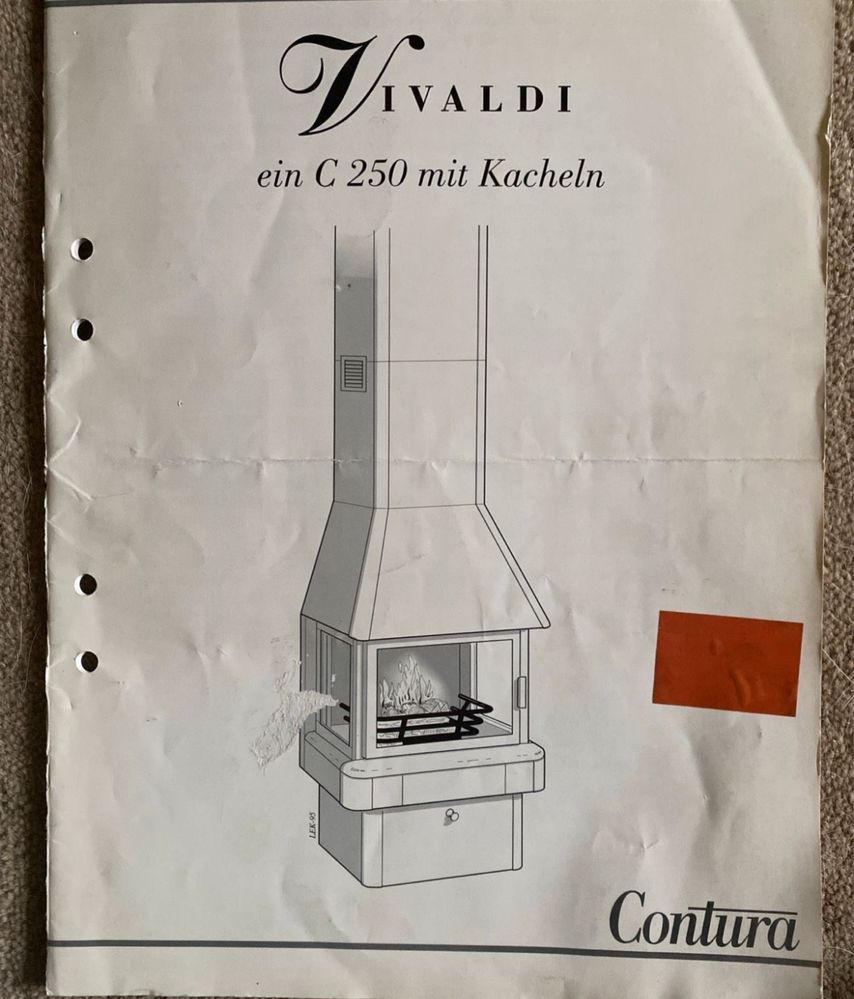 VIVALDI
ein C 250 mit Kacheln
LEK-95
Contura